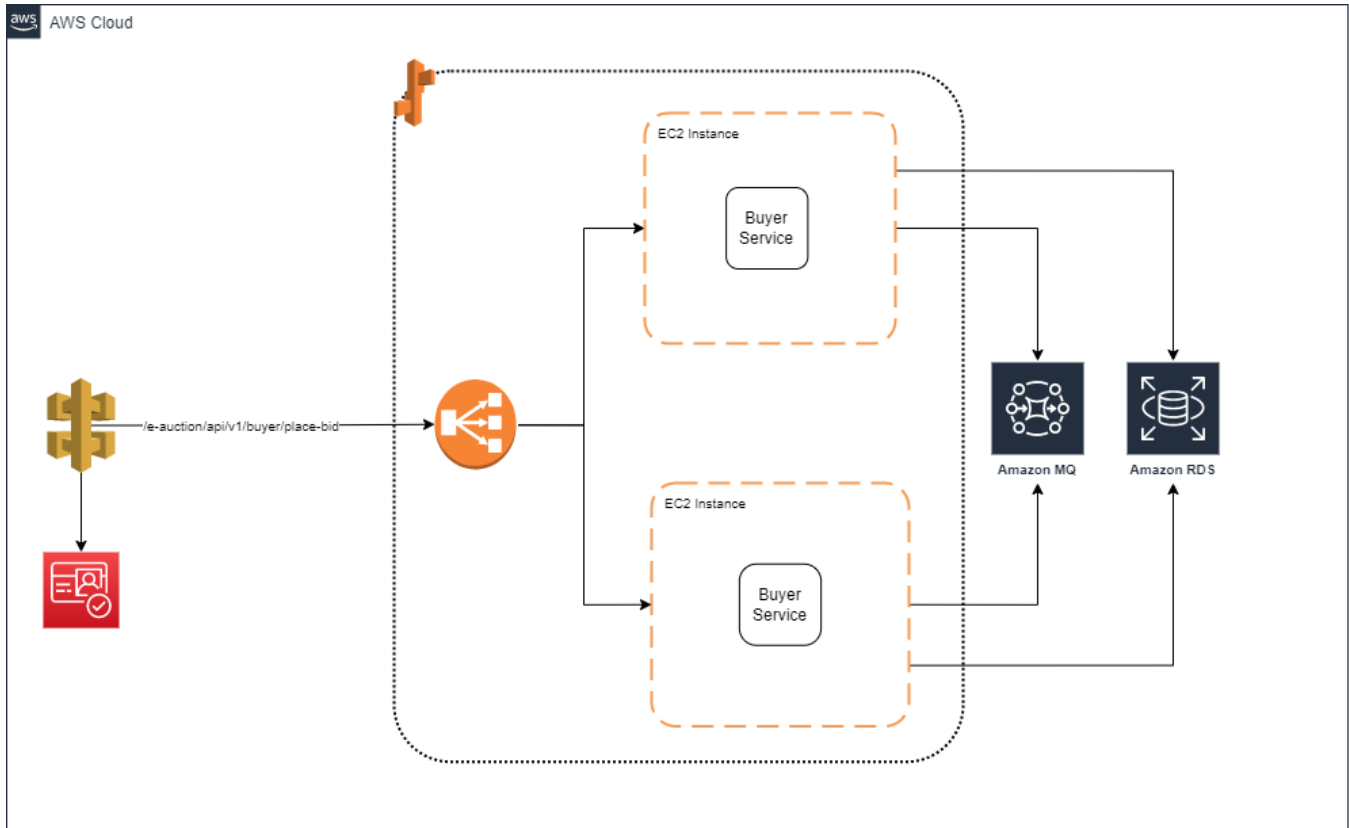 aws
AWS Cloud
EC2 Instance
Buyer
Service
/e-auction/api/v1/buyer/place-bid
Amazon MQ
Amazon RDS
EC2 Instance
Buyer
Service